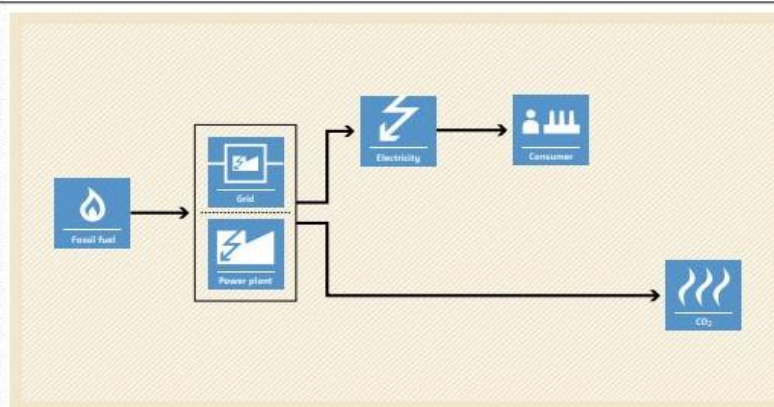 Fossil fuel
Grid
Power plant
Electricity
Consumer
CO₂